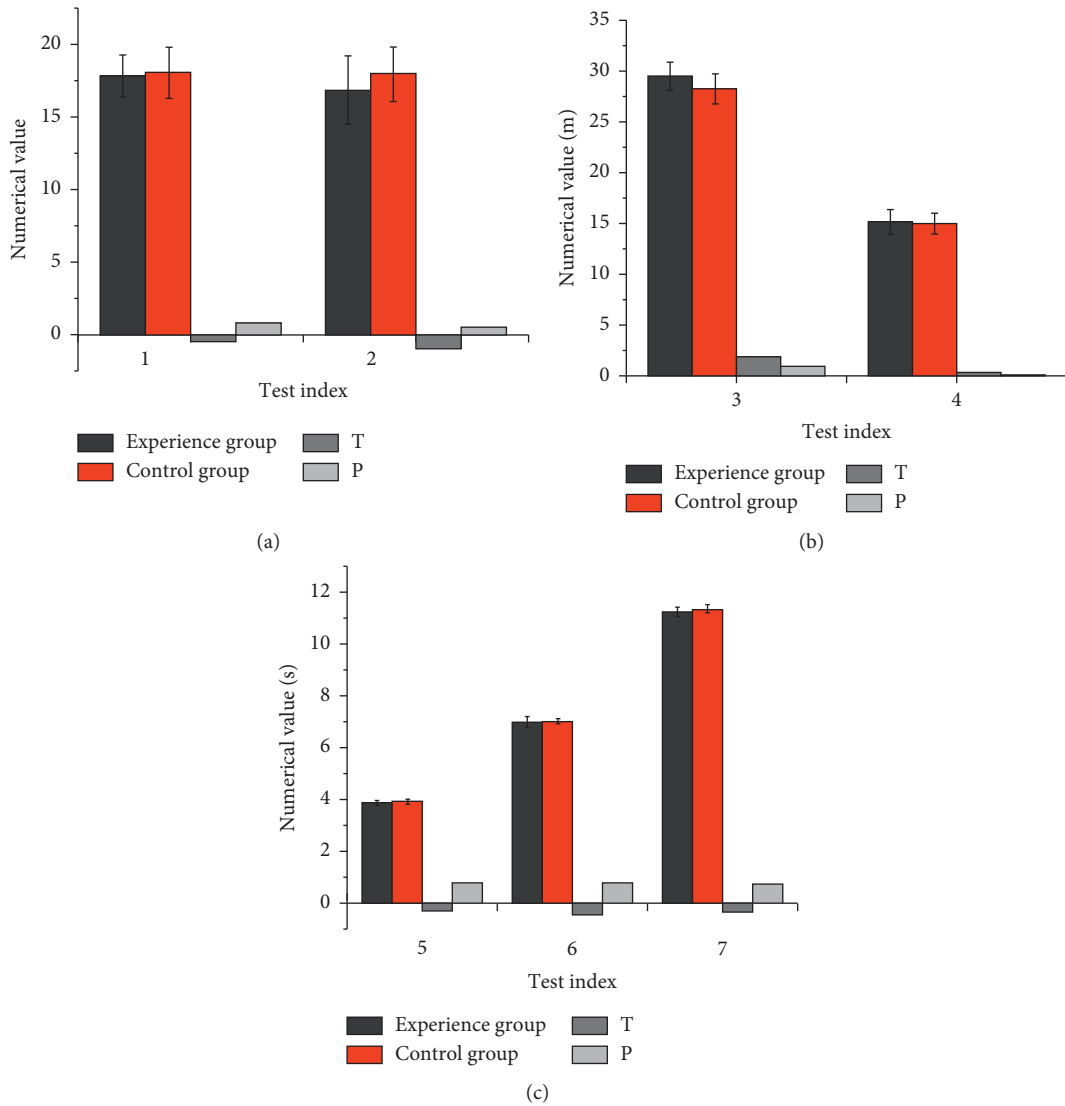 20
15
10
5
0
Numerical value
1
2
Test index
Experience group
T
Control group
P
(a)
35
30
25
20
15
10
5
0
Numerical value (m)
3
4
Test index
Experience group
T
Control group
P
(b)
12
10
8
6
4
2
0
Numerical value (s)
5
6
7
Test index
Experience group
T
Control group
P
(c)